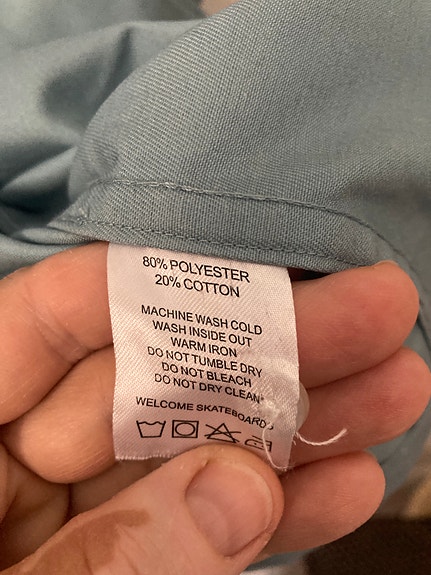 80% POLYESTER
20% COTTON
MACHINE WASH COLD
WASH INSIDE OUT
WARM IRON
DO NOT TUMBLE DRY
DO NOT BLEACH
DO NOT DRY CLEAN
WELCOME SKATEBOARDS